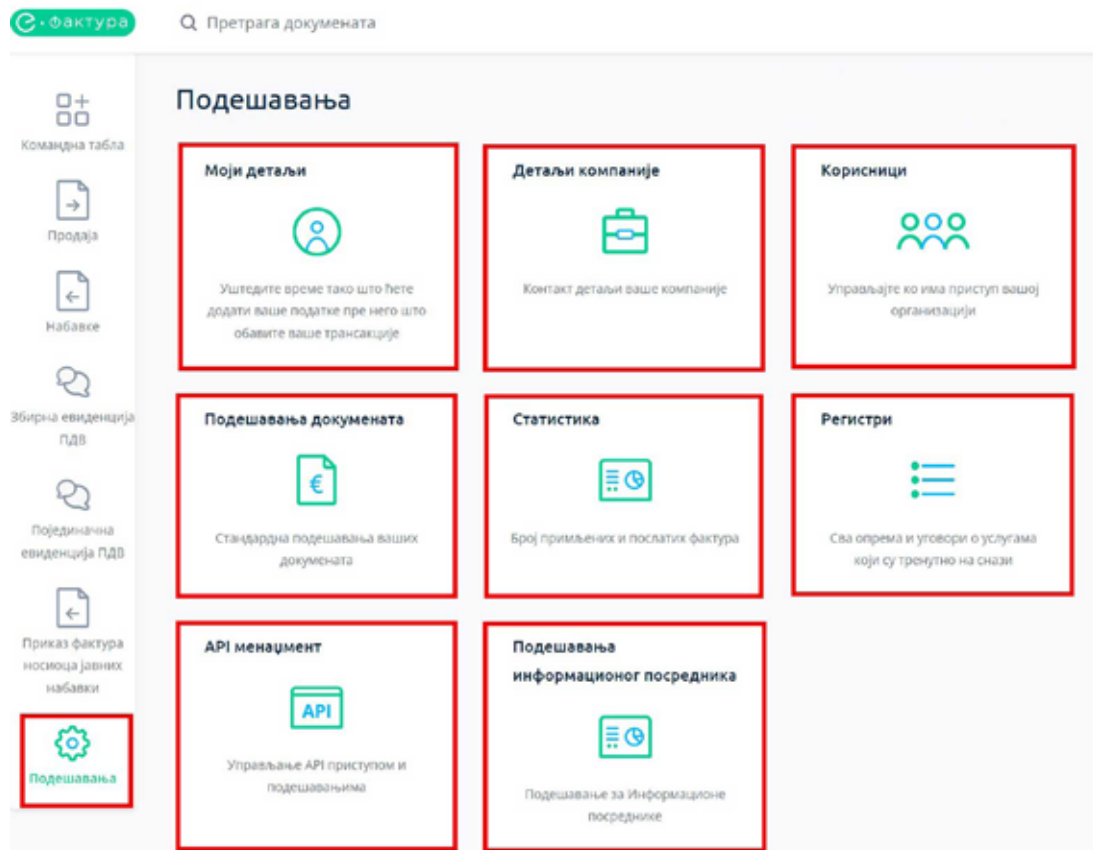 е-Фактура
Претрага докумената
Командна табла
Продаја
Набавке
Збирна евиденција
ПДВ
Појединачна
евиденција ПДВ
Приказ фактура
носиоца јавних
набавки
Подешавања
Подешавања
Моји детаљи
Уштедите време тако што ћете
додати ваше податке пре него што
обавите ваше трансакције
Детаљи компаније
Контакт детаљи ваше компаније
Корисници
Управљајте ко има приступ вашој
организацији
Подешавања докумената
€
Стандардна подешавања ваших
докумената
Статистика
Број примљених и послатих фактура
Регистри
Сва опрема и уговори о услугама
који су тренутно на снази
API менаџмент
API
Управљање API приступом и
подешавањима
Подешавања
информационог посредника
Подешавање за Информационе
посреднике